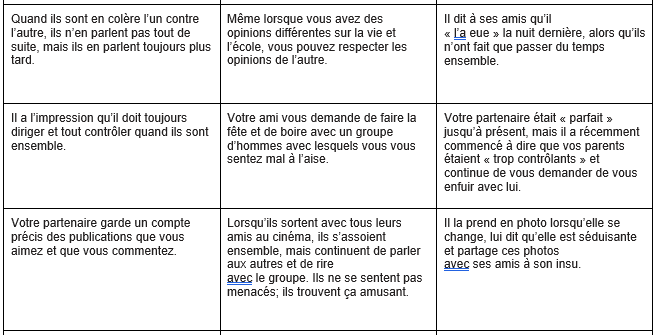 Quand ils sont en colère l'un contre
l'autre, ils n'en parlent pas tout de
suite, mais ils en parlent toujours plus
tard.
Même lorsque vous avez des
opinions différentes sur la vie et
l'école, vous pouvez respecter les
opinions de l'autre.
Il dit à ses amis qu'il
« l'a eue » la nuit dernière, alors qu'ils
n'ont fait que passer du temps
ensemble.
Il a l'impression qu'il doit toujours
diriger et tout contrôler quand ils sont
ensemble.
Votre ami vous demande de faire la
fête et de boire avec un groupe
d'hommes avec lesquels vous vous
sentez mal à l'aise.
Votre partenaire était « parfait »
jusqu'à présent, mais il a récemment
commencé à dire que vos parents
étaient « trop contrôlants » et
continue de vous demander de vous
enfuir avec lui.
Votre partenaire garde un compte
précis des publications que vous
aimez et que vous commentez.
Lorsqu'ils sortent avec tous leurs
amis au cinéma, ils s'assoient
ensemble, mais continuent de parler
aux autres et de rire
avec le groupe. Ils ne se sentent pas
menacés; ils trouvent ça amusant.
Il la prend en photo lorsqu'elle se
change, lui dit qu'elle est séduisante
et partage ces photos
avec ses amis à son insu.